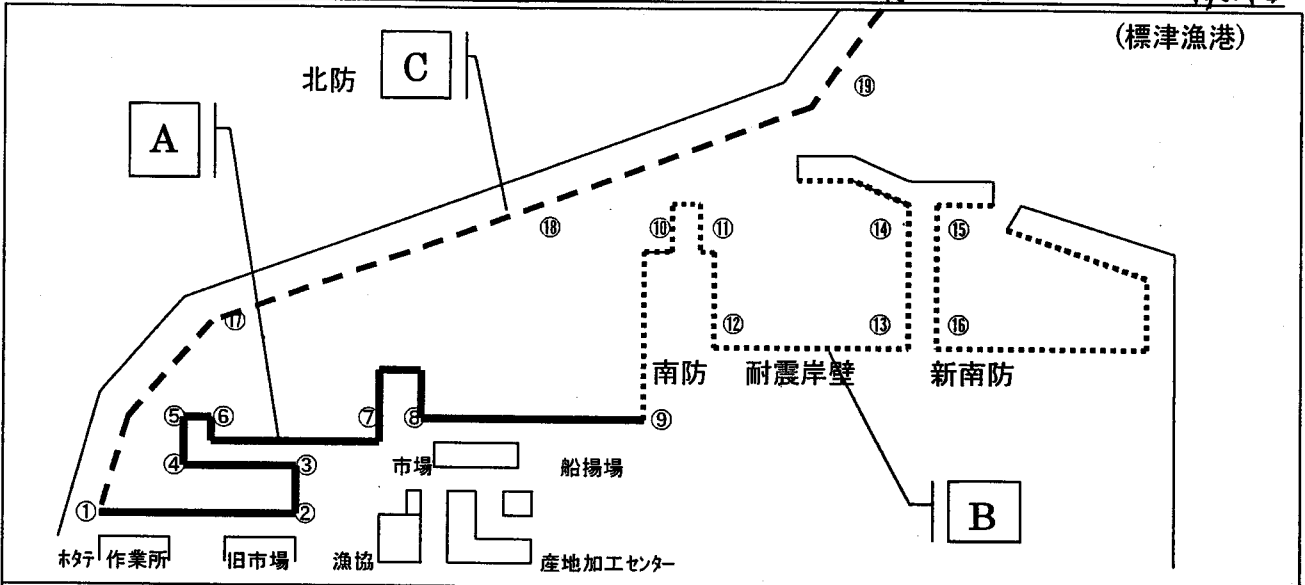 (標津漁港)
C
北防
⑲
A
⑱
⑩
⑪
⑭
⑮
⑰
⑫
⑬
⑯
南防
耐震岸壁
新南防
⑤
⑥
⑦
⑧
⑨
④
③
市場
船揚場
①
②
B
ホタテ
作業所
旧市場
漁協
産地加工センター